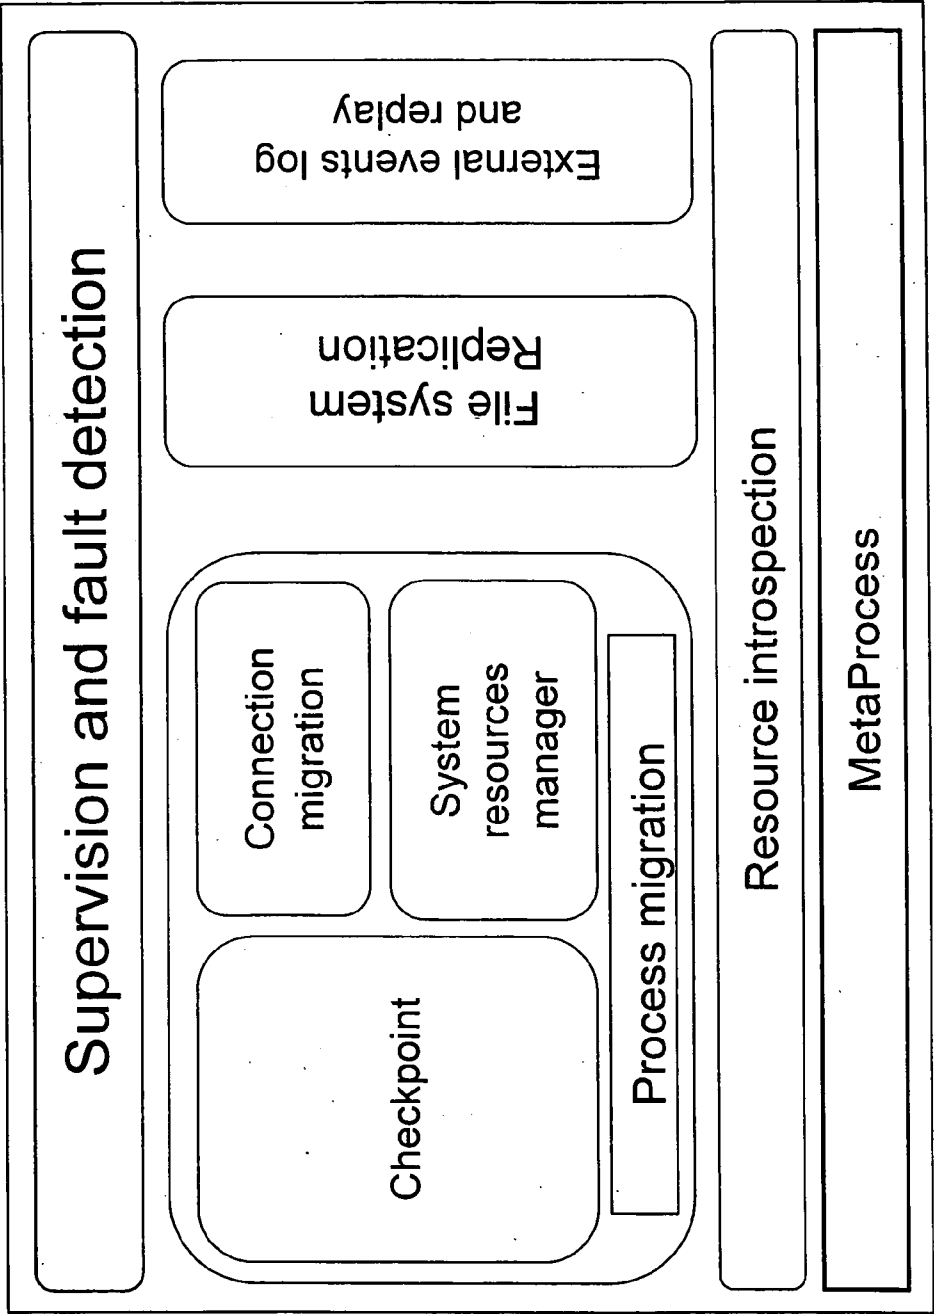 Supervision and fault detection
Checkpoint
Connection
migration
System
resources
manager
Process migration
File system
Replication
External events log
and replay
Resource introspection
MetaProcess